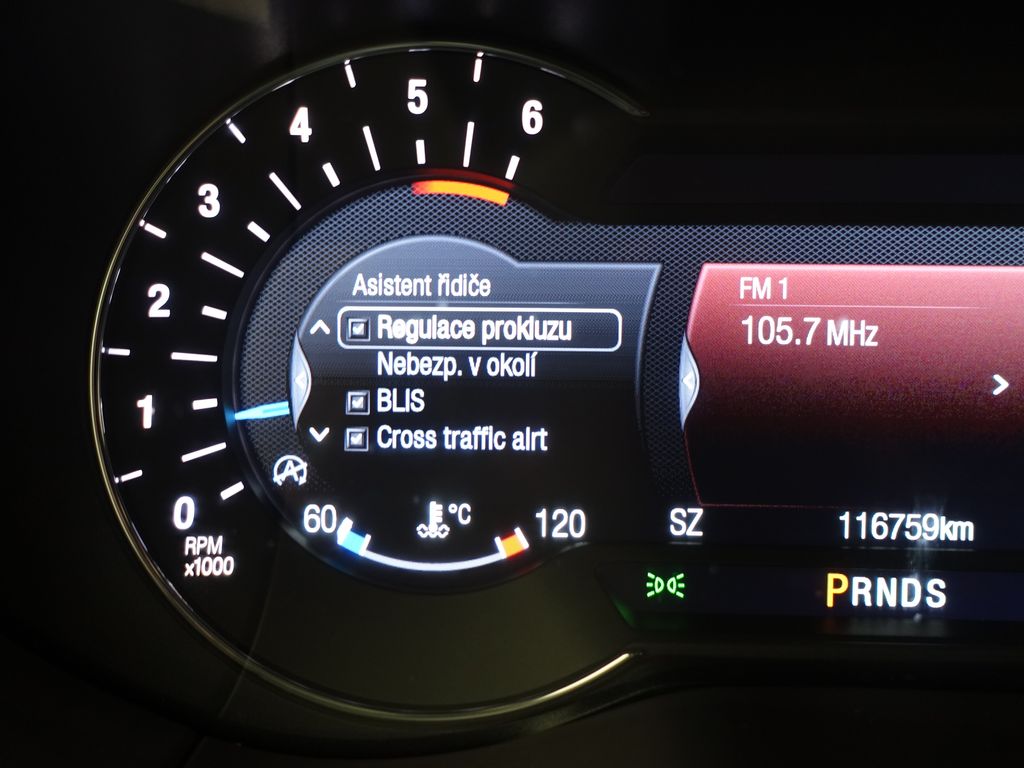 0
1
2
3
4
5
6
RPM
x1000
Asistent řidiče
Regulace prokluzu
Nebezp. v okolí
BLIS
Cross traffic alrt
60 °C 120
FM 1
105.7 MHz
SZ 116759km
PRNDS